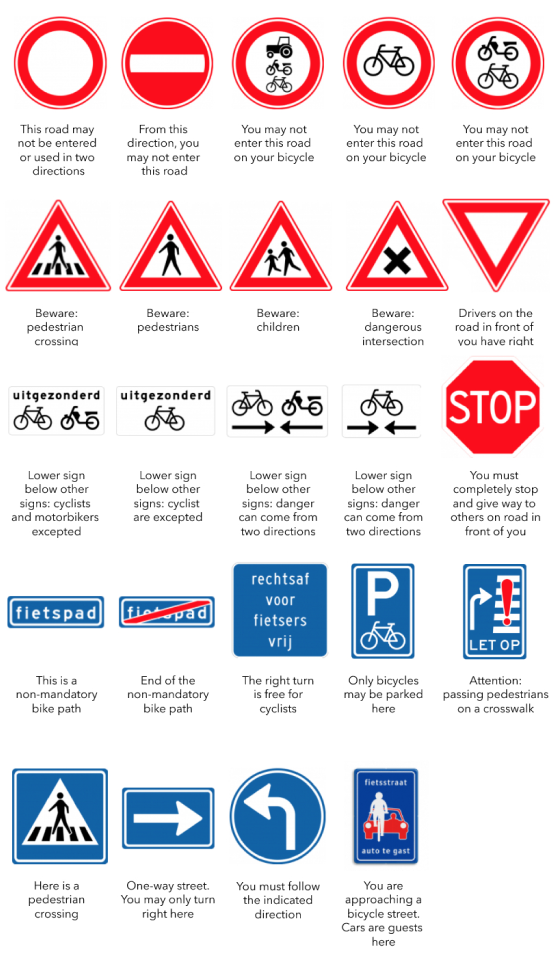 This road may
not be entered
or used in two
directions
From this
direction, you
may not enter
this road
You may not
enter this road
on your bicycle
You may not
enter this road
on your bicycle
You may not
enter this road
on your bicycle
Beware:
pedestrian
crossing
Beware:
pedestrians
Beware:
children
Beware:
dangerous
intersection
Drivers on the
road in front of
you have right
uitgezonderd
uitgezonderd
STOP
Lower sign
below other
signs: cyclists
and motorbikers
excepted
Lower sign
below other
signs: cyclist
are excepted
Lower sign
below other
signs: danger
can come from
two directions
Lower sign
below other
signs: danger
can come from
two directions
You must
completely stop
and give way to
others on road in
front of you
fietspad
fietspad
rechtsaf
voor
fietsers
vrij
P
LET OP
This is a
non-mandatory
bike path
End of the
non-mandatory
bike path
The right turn
is free for
cyclists
Only bicycles
may be parked
here
Attention:
passing pedestrians
on a crosswalk
fietsstraat
auto te gast
Here is a
pedestrian
crossing
One-way street.
You may only turn
right here
You must follow
the indicated
direction
You are
approaching a
bicycle street.
Cars are guests
here